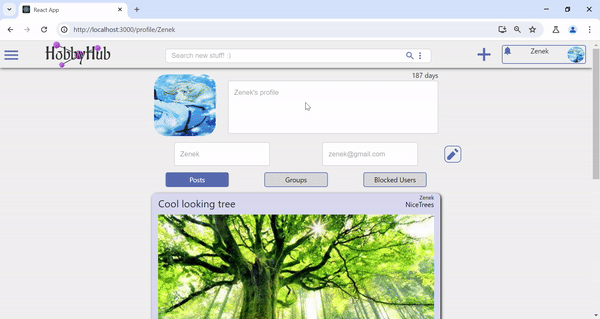 React App
http://localhost:3000/profile/Zenek
HobbyHub
Search new stuff! :)
Zenek
187 days
Zenek's profile
Zenek
zenek@gmail.com
Posts
Groups
Blocked Users
Cool looking tree
Zenek
NiceTrees